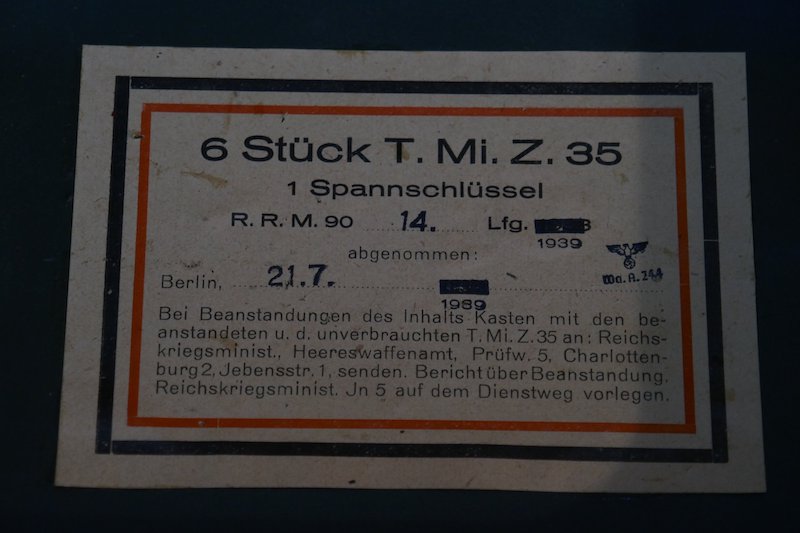 6 Stück T. Mi. Z. 35
1 Spannschlüssel
R. R. M. 90 ..... 14. ..... Lfg.
1939
abgenommen:
Berlin, ..... 21.7. .....
1939
Wa.A.244
Bei Beanstandungen des Inhalts Kasten mit den be-
anstandeten u. d. unverbrauchten T. Mi. Z. 35 an: Reichs-
kriegsminist., Heereswaffenamt, Prüfw. 5, Charlotten-
burg 2, Jebensstr. 1, senden. Bericht über Beanstandung.
Reichskriegsminist. Jn 5 auf dem Dienstweg vorlegen.